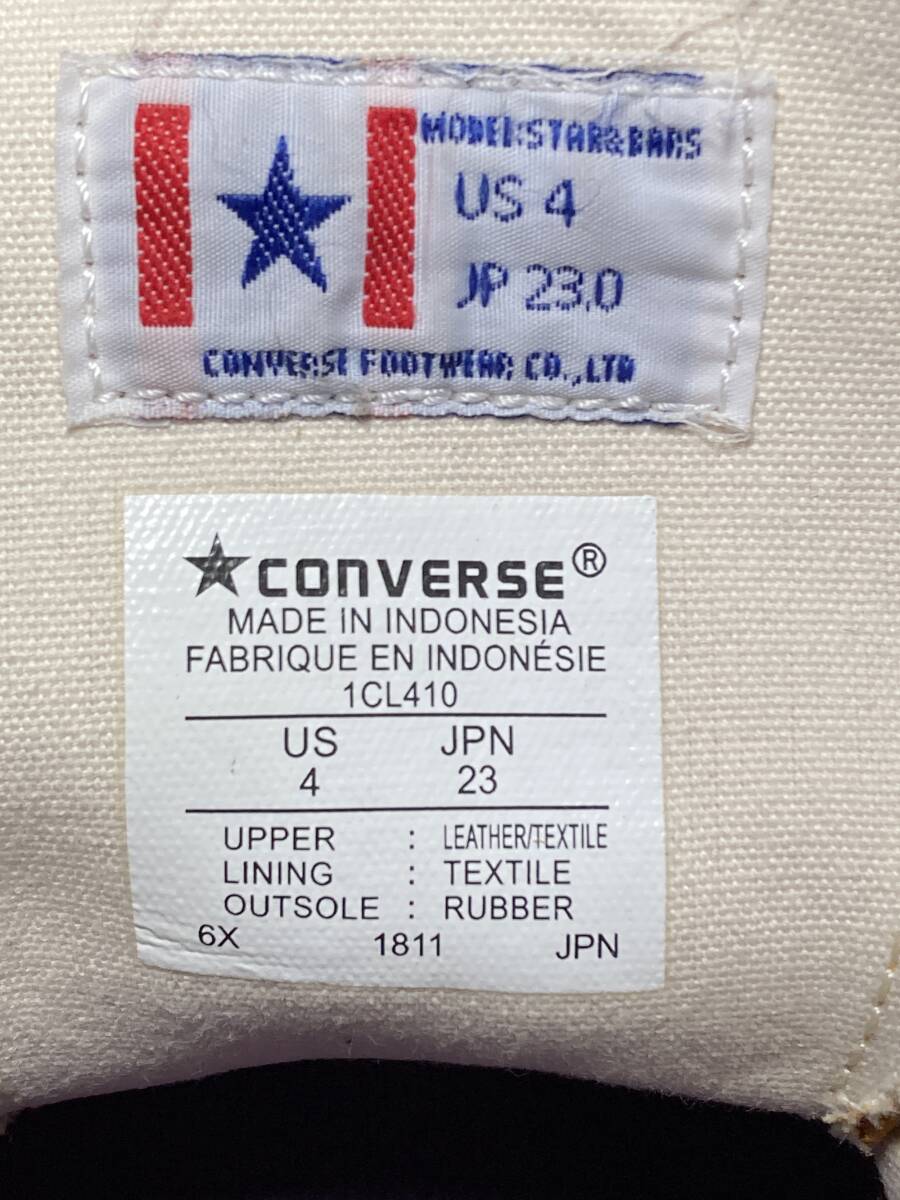 MODEL:STAR&BARS
US 4
JP 23.0
CONVERSE FOOTWEAR CO.,LTD
CONVERSE®
MADE IN INDONESIA
FABRIQUE EN INDONÉSIE
1CL410
US JPN
4 23
UPPER : LEATHER/TEXTILE
LINING : TEXTILE
OUTSOLE : RUBBER
6X 1811 JPN